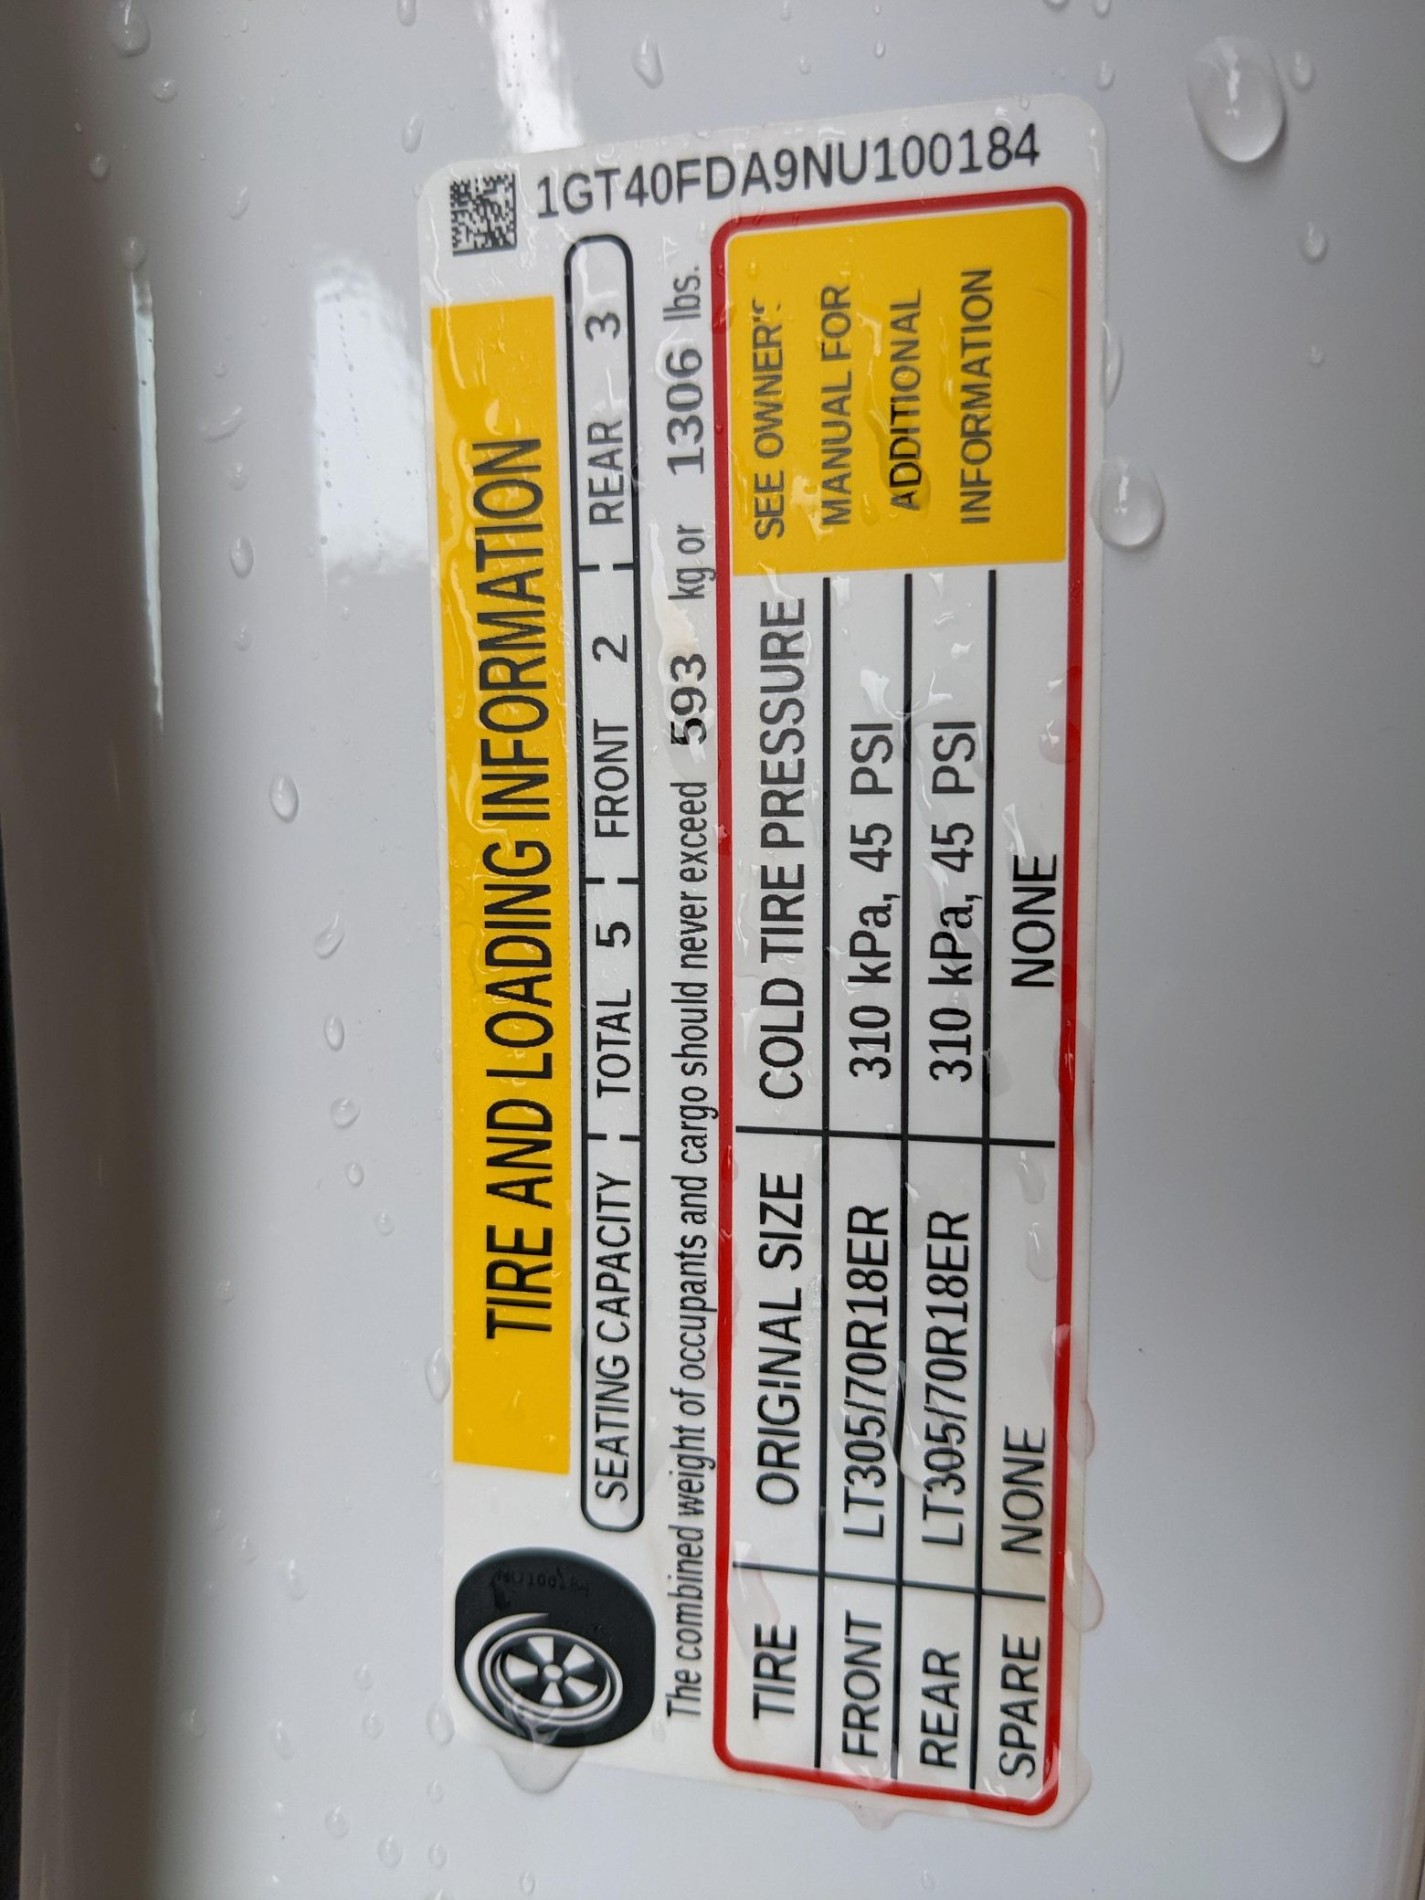 1GT40FDA9NU100184
TIRE AND LOADING INFORMATION
SEATING CAPACITY TOTAL 5 FRONT 2 REAR 3
The combined weight of occupants and cargo should never exceed 593 kg or 1306 lbs.
TIRE ORIGINAL SIZE COLD TIRE PRESSURE
FRONT LT305/70R18ER 310 kPa, 45 PSI
REAR LT305/70R18ER 310 kPa, 45 PSI
SPARE NONE NONE
SEE OWNER'S
MANUAL FOR
ADDITIONAL
INFORMATION
NU100184